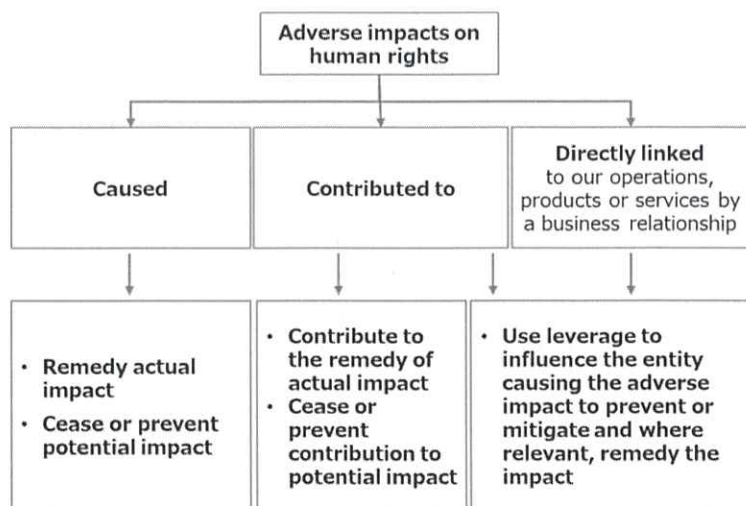 Adverse impacts on
human rights
Caused
Contributed to
Directly linked
to our operations,
products or services by
a business relationship
• Remedy actual
impact
• Cease or prevent
potential impact
• Contribute to
the remedy of
actual impact
• Cease or
prevent
contribution to
potential impact
• Use leverage to
influence the entity
causing the adverse
impact to prevent or
mitigate and where
relevant, remedy the
impact